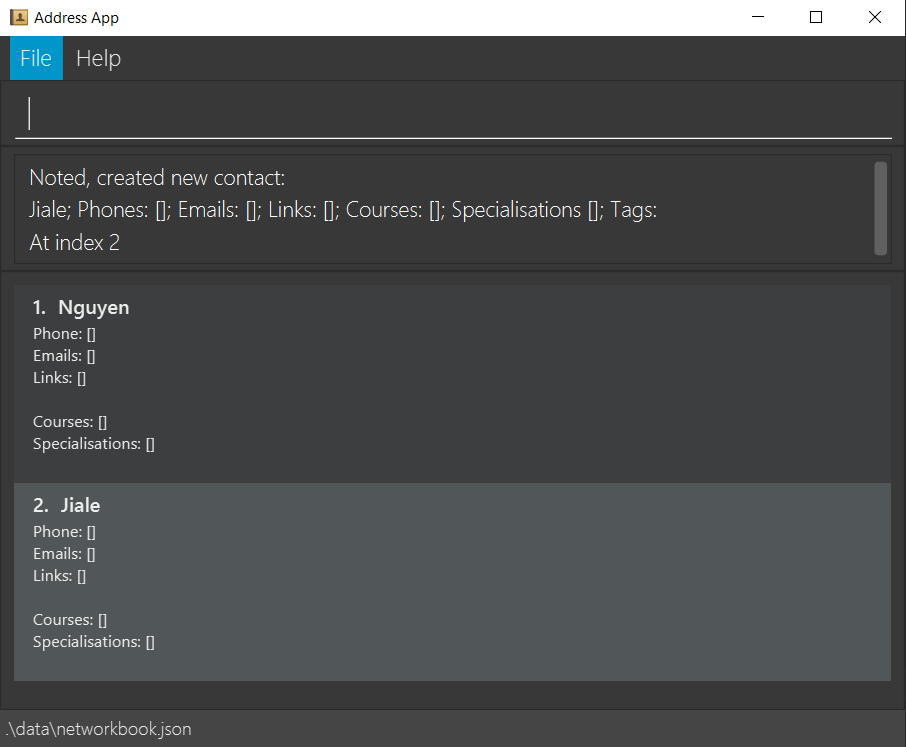 Address App
File Help
Noted, created new contact:
Jiale; Phones: []; Emails: []; Links: []; Courses: []; Specialisations []; Tags:
At index 2
1. Nguyen
Phone: []
Emails: []
Links: []
Courses: []
Specialisations: []
2. Jiale
Phone: []
Emails: []
Links: []
Courses: []
Specialisations: []
.\data\networkbook.json